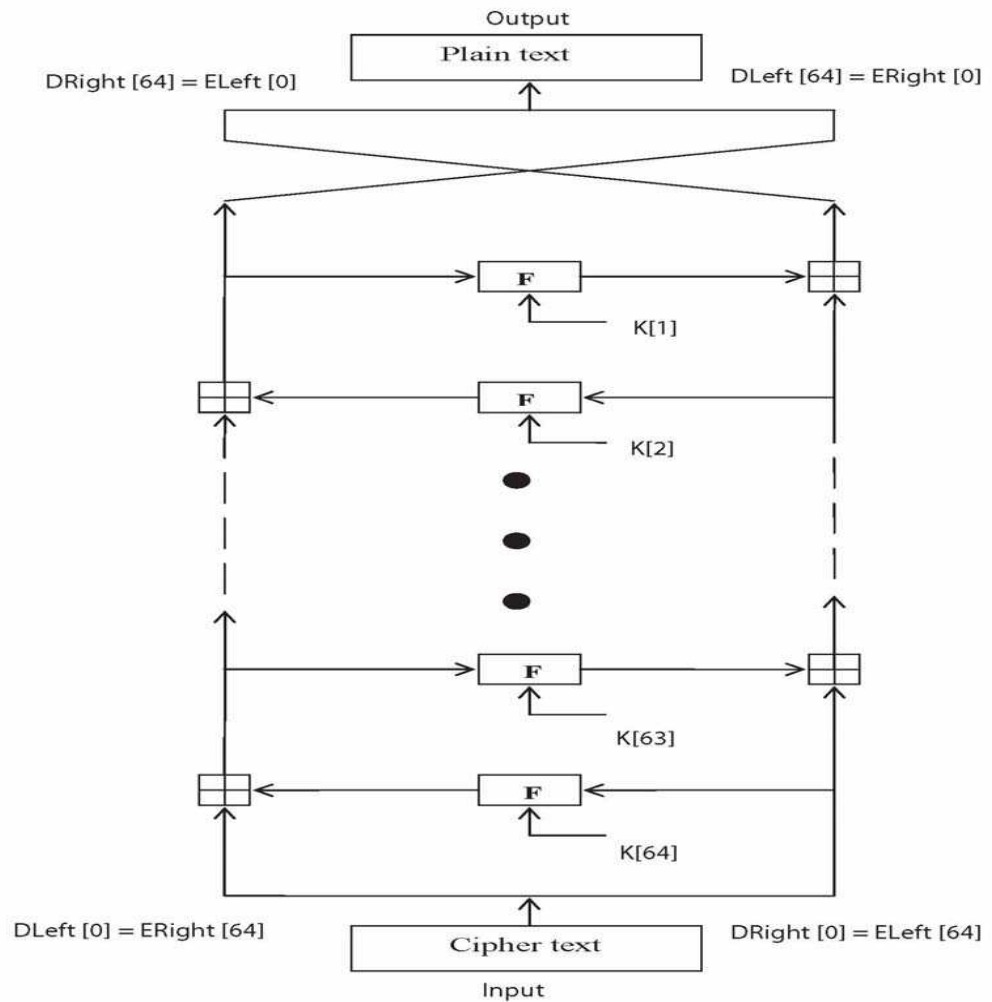 Output
Plain text
DRight [64] = ELeft [0]
DLeft [64] = ERight [0]
F
K[1]
F
K[2]
F
K[63]
F
K[64]
DLeft [0] = ERight [64]
DRight [0] = ELeft [64]
Cipher text
Input